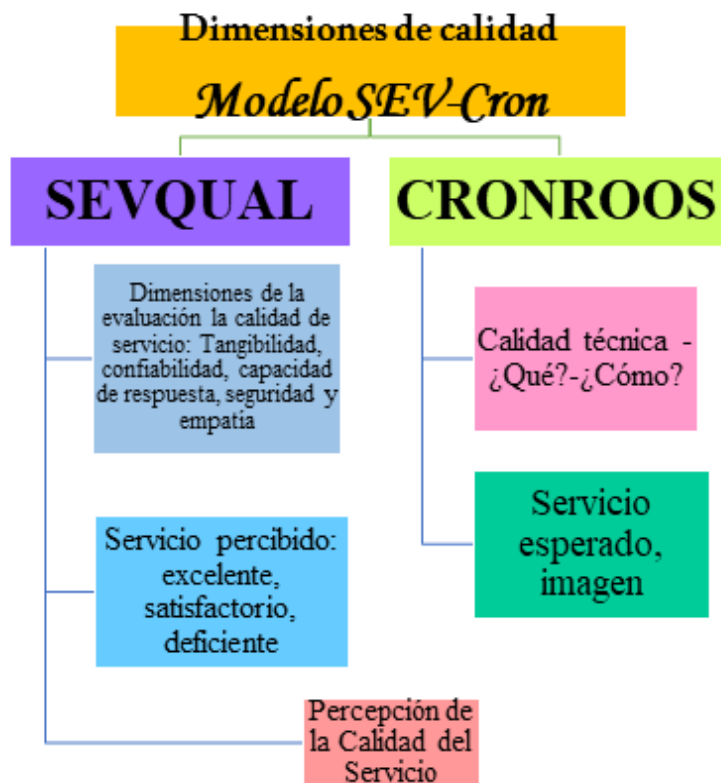 Dimensiones de calidad
Modelo SEV-Cron
SEVQUAL
CRONROOS
Dimensiones de la
evaluación la calidad de
servicio: Tangibilidad,
confiabilidad, capacidad
de respuesta, seguridad y
empatía
Calidad técnica -
¿Qué?-¿Cómo?
Servicio percibido:
excelente,
satisfactorio,
deficiente
Servicio
esperado,
imagen
Percepción de
la Calidad del
Servicio